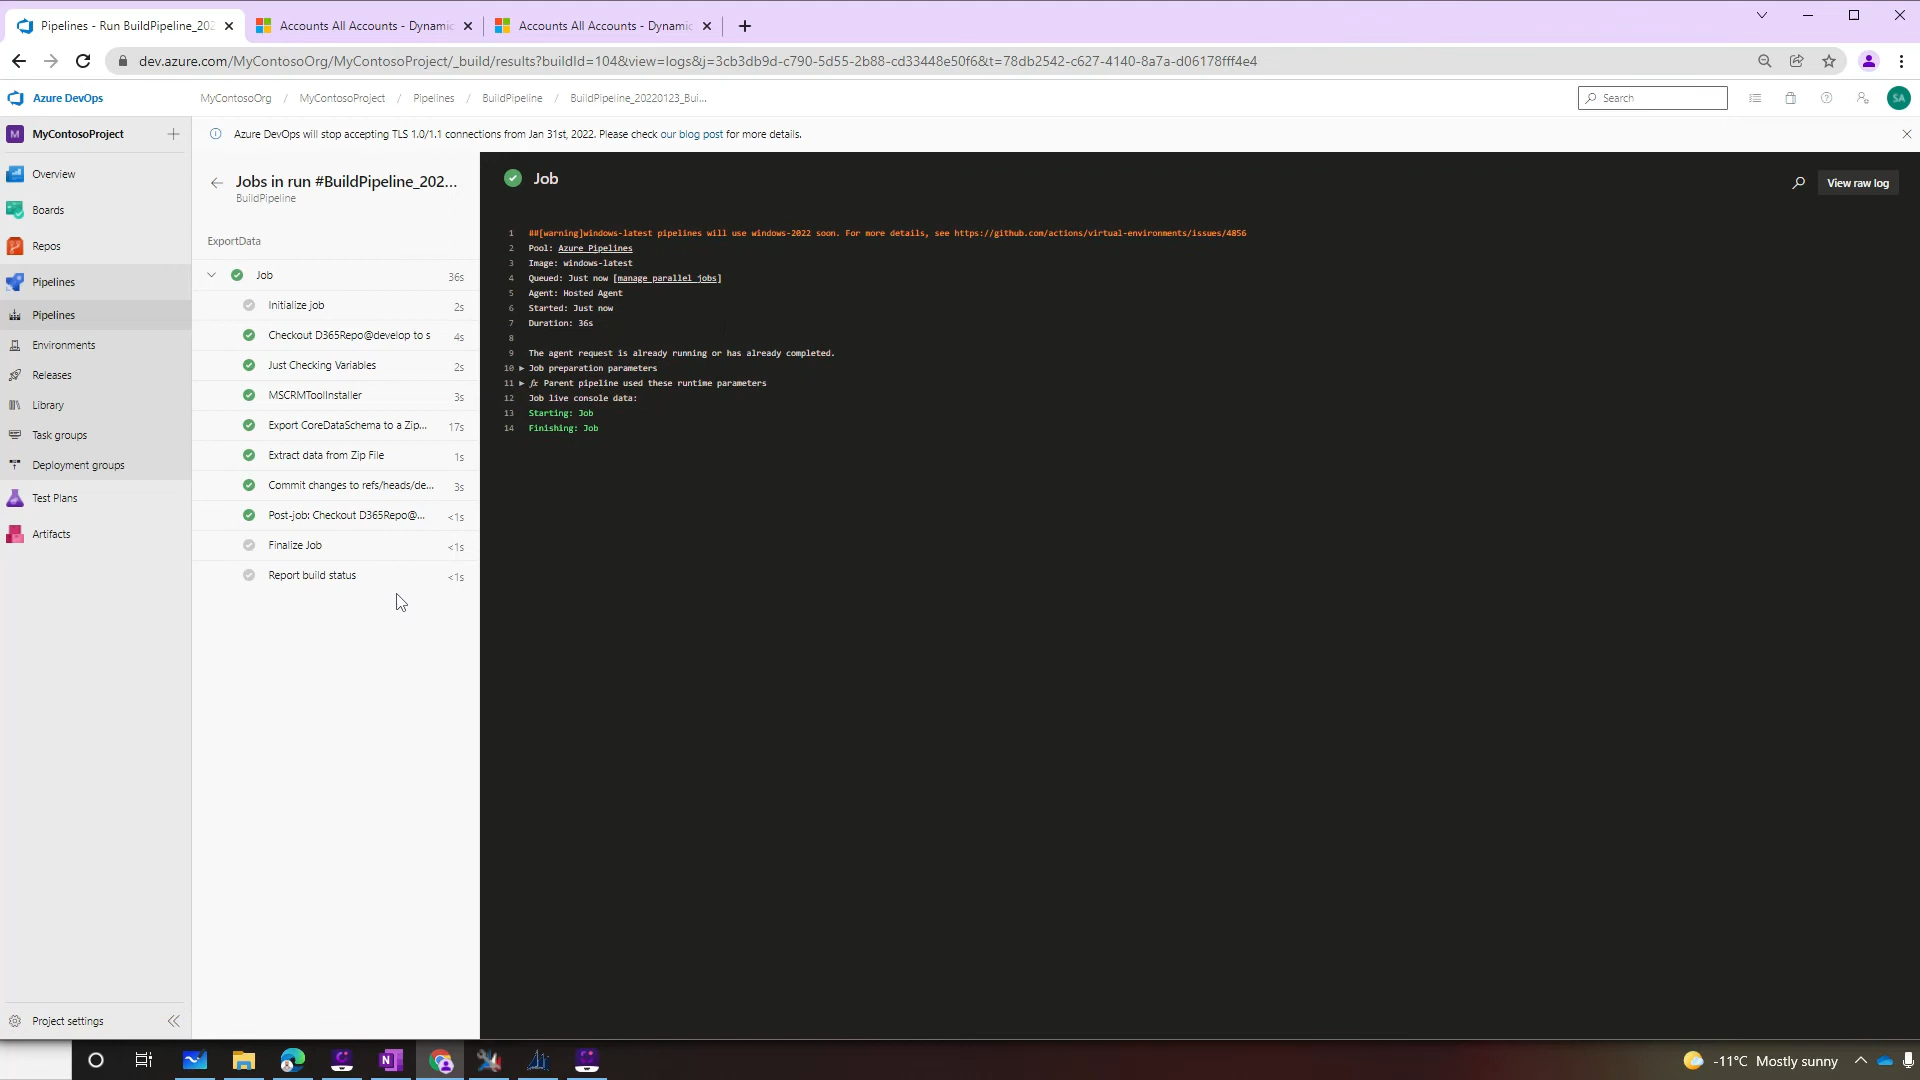 Pipelines - Run BuildPipeline_202
Accounts All Accounts - Dynamic
Accounts All Accounts - Dynamic
dev.azure.com/MyContosoOrg/MyContosoProject/_build/results?buildId=104&view=logs&j=3cb3db9d-c790-5d55-2b88-cd33448e50f6&t=78db2542-c627-4140-8a7a-d06178fff4e4
Azure DevOps
MyContosoOrg / MyContosoProject / Pipelines / BuildPipeline / BuildPipeline_20220123_Bui...
Search
SA
M MyContosoProject
Azure DevOps will stop accepting TLS 1.0/1.1 connections from Jan 31st, 2022. Please check our blog post for more details.
Overview
Boards
Repos
Pipelines
Pipelines
Environments
Releases
Library
Task groups
Deployment groups
Test Plans
Artifacts
Project settings
Jobs in run #BuildPipeline_202...
BuildPipeline
ExportData
Job 36s
Initialize job 2s
Checkout D365Repo@develop to s 4s
Just Checking Variables 2s
MSCRMToolInstaller 3s
Export CoreDataSchema to a Zip... 17s
Extract data from Zip File 1s
Commit changes to refs/heads/de... 3s
Post-job: Checkout D365Repo@... <1s
Finalize Job <1s
Report build status <1s
Job
View raw log
1 ##[warning]windows-latest pipelines will use windows-2022 soon. For more details, see https://github.com/actions/virtual-environments/issues/4856
2 Pool: Azure Pipelines
3 Image: windows-latest
4 Queued: Just now [manage parallel jobs]
5 Agent: Hosted Agent
6 Started: Just now
7 Duration: 36s
8
9 The agent request is already running or has already completed.
10 Job preparation parameters
11 fx Parent pipeline used these runtime parameters
12 Job live console data:
13 Starting: Job
14 Finishing: Job
-11°C Mostly sunny